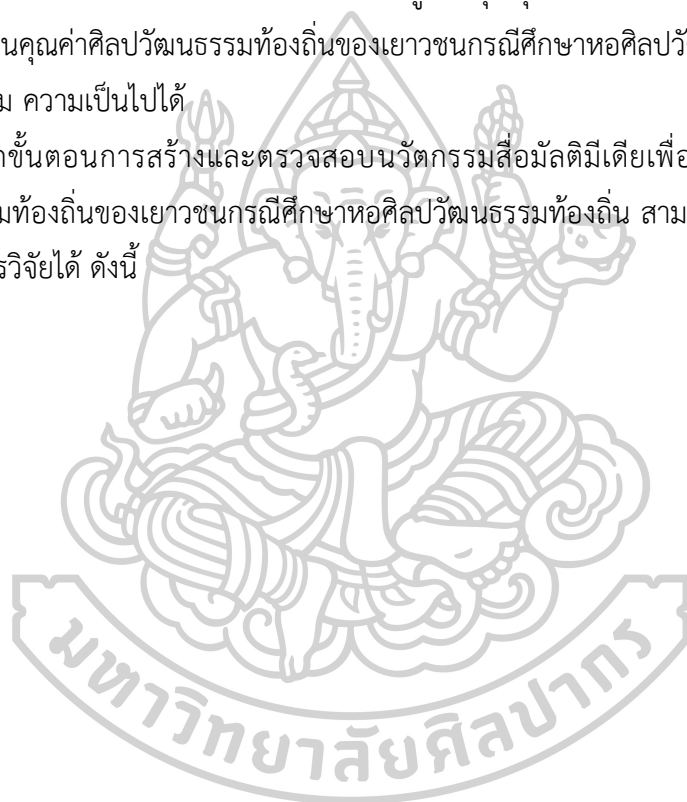 นคุณค่าศิลปวัฒนธรรมท้องถิ่นของเยาวชนกรณีศึกษาหอศิลปวั
ม ความเป็นไปได้
ขั้นตอนการสร้างและตรวจสอบนวัตกรรมสื่อมัลติมีเดียเพื่อ
มท้องถิ่นของเยาวชนกรณีศึกษาหอศิลปวัฒนธรรมท้องถิ่น สาม
รวิจัยได้ ดังนี้
มหาวิทยาลัยศิลปากร